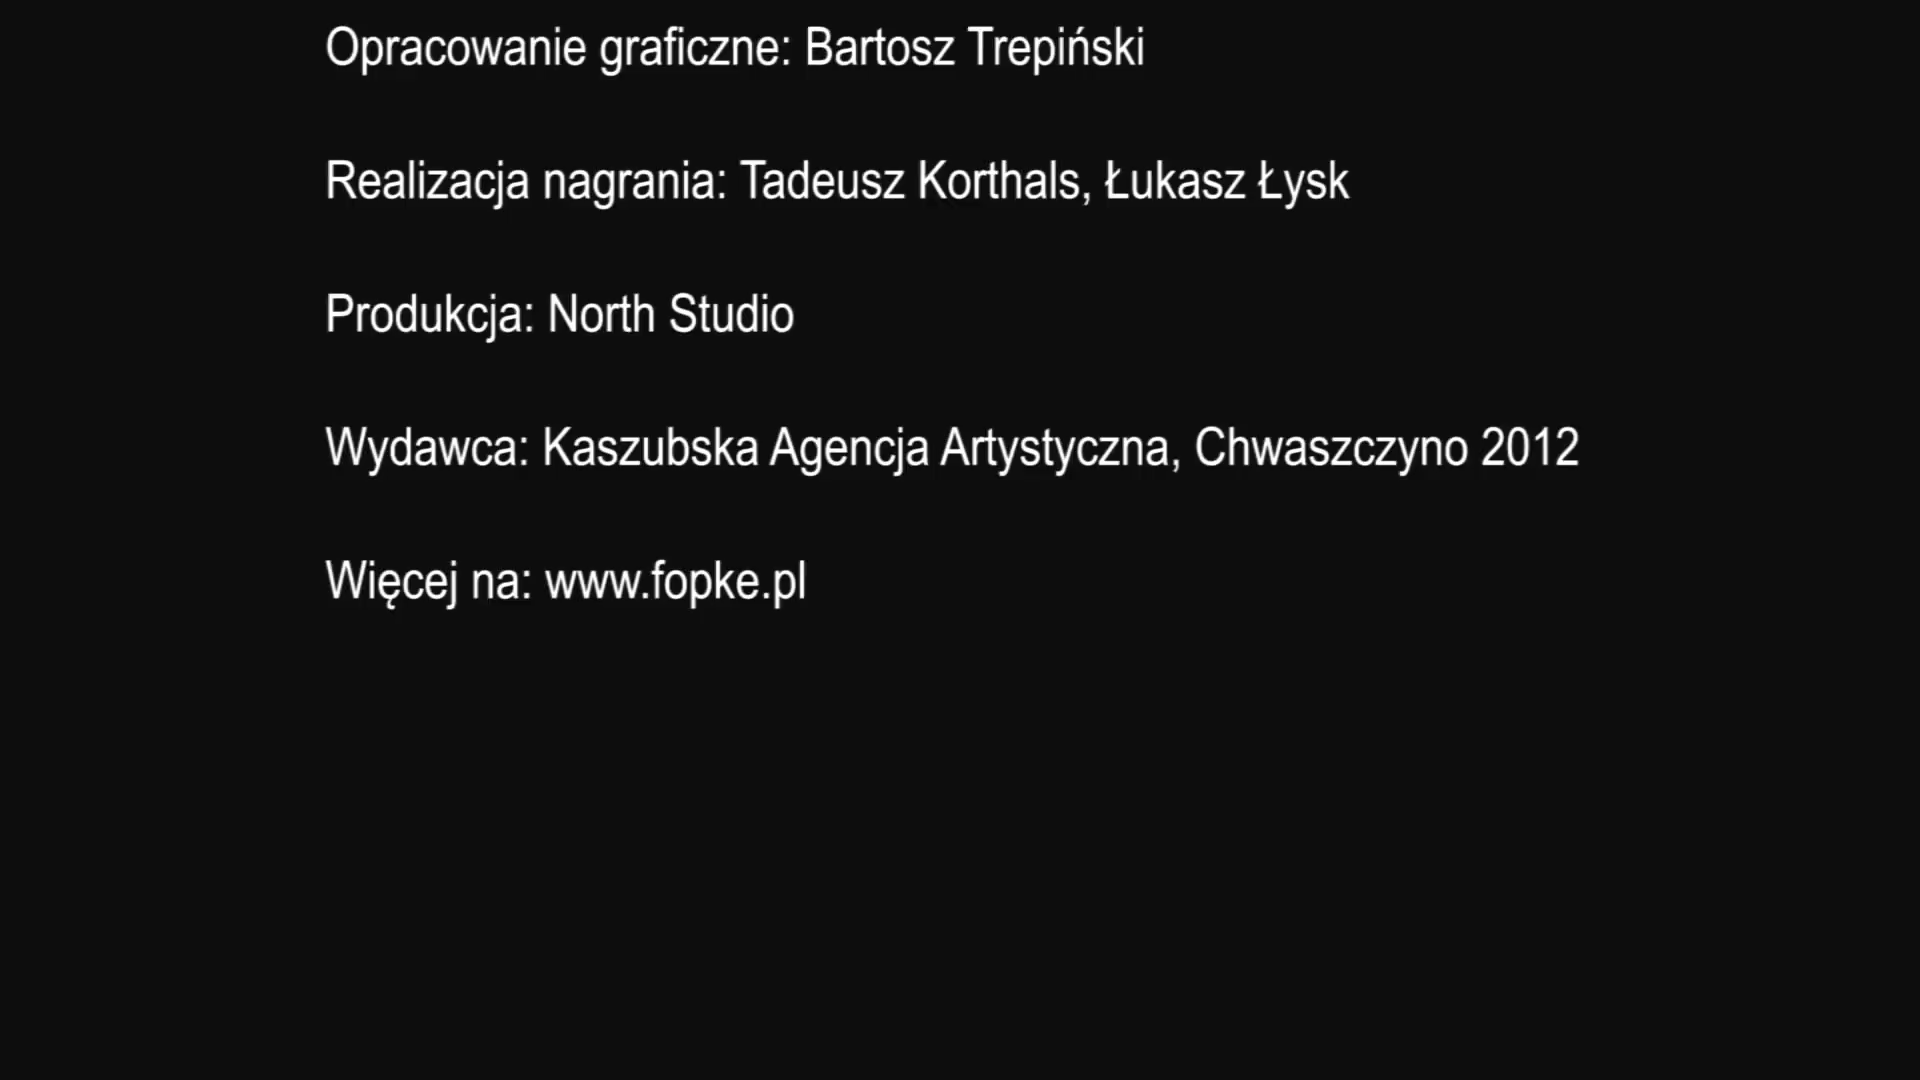 Opracowanie graficzne: Bartosz Trepiński
Realizacja nagrania: Tadeusz Korthals, Łukasz Łysk
Produkcja: North Studio
Wydawca: Kaszubska Agencja Artystyczna, Chwaszczyno 2012
Więcej na: www.fopke.pl